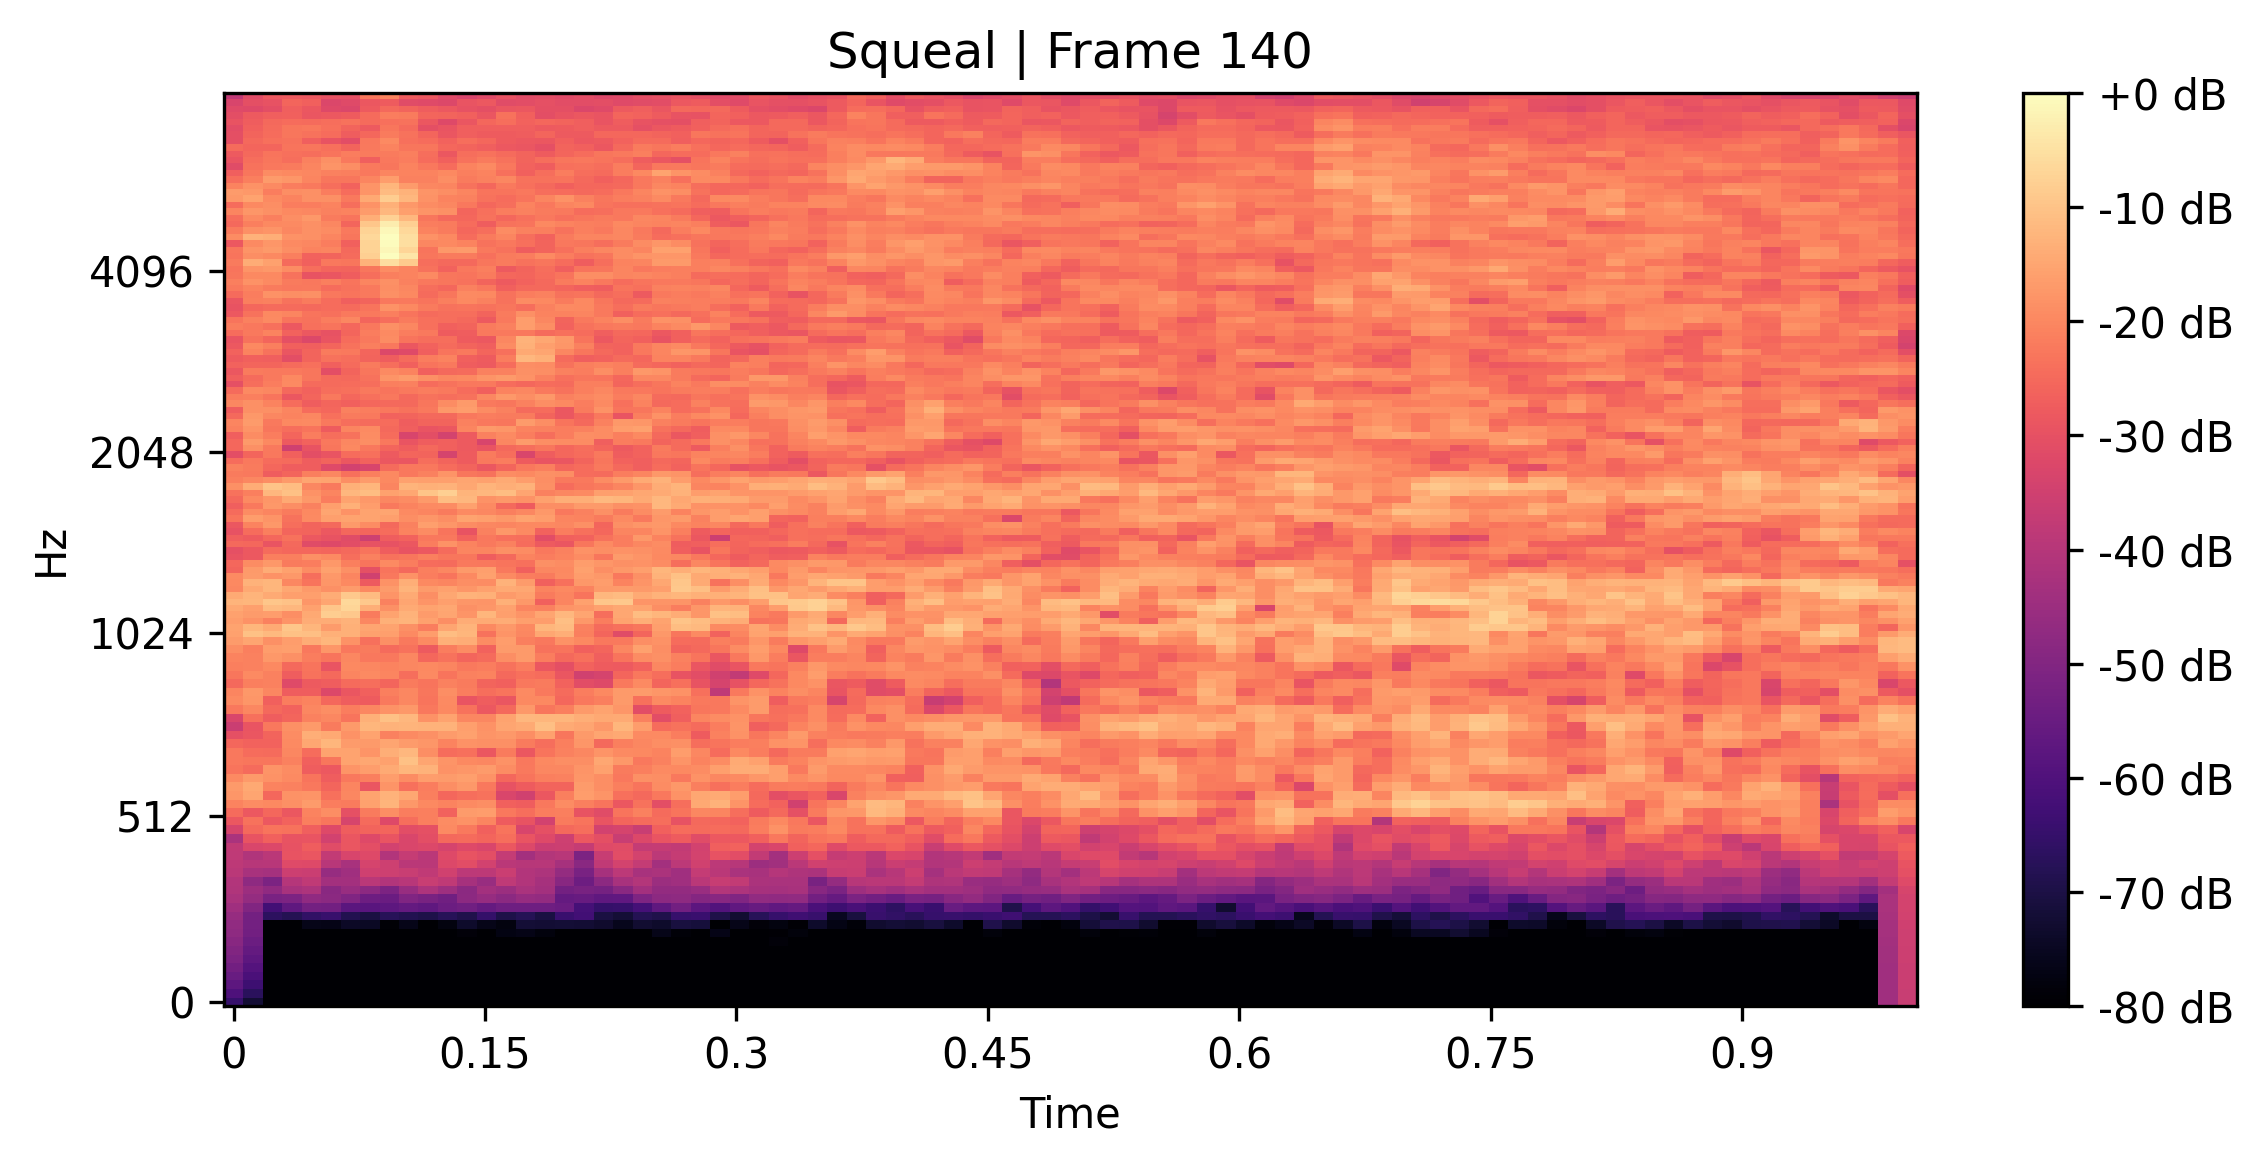 Squeal | Frame 140
+0 dB
-10 dB
-20 dB
-30 dB
-40 dB
-50 dB
-60 dB
-70 dB
-80 dB
4096
2048
1024
512
0
Hz
0 0.15 0.3 0.45 0.6 0.75 0.9
Time